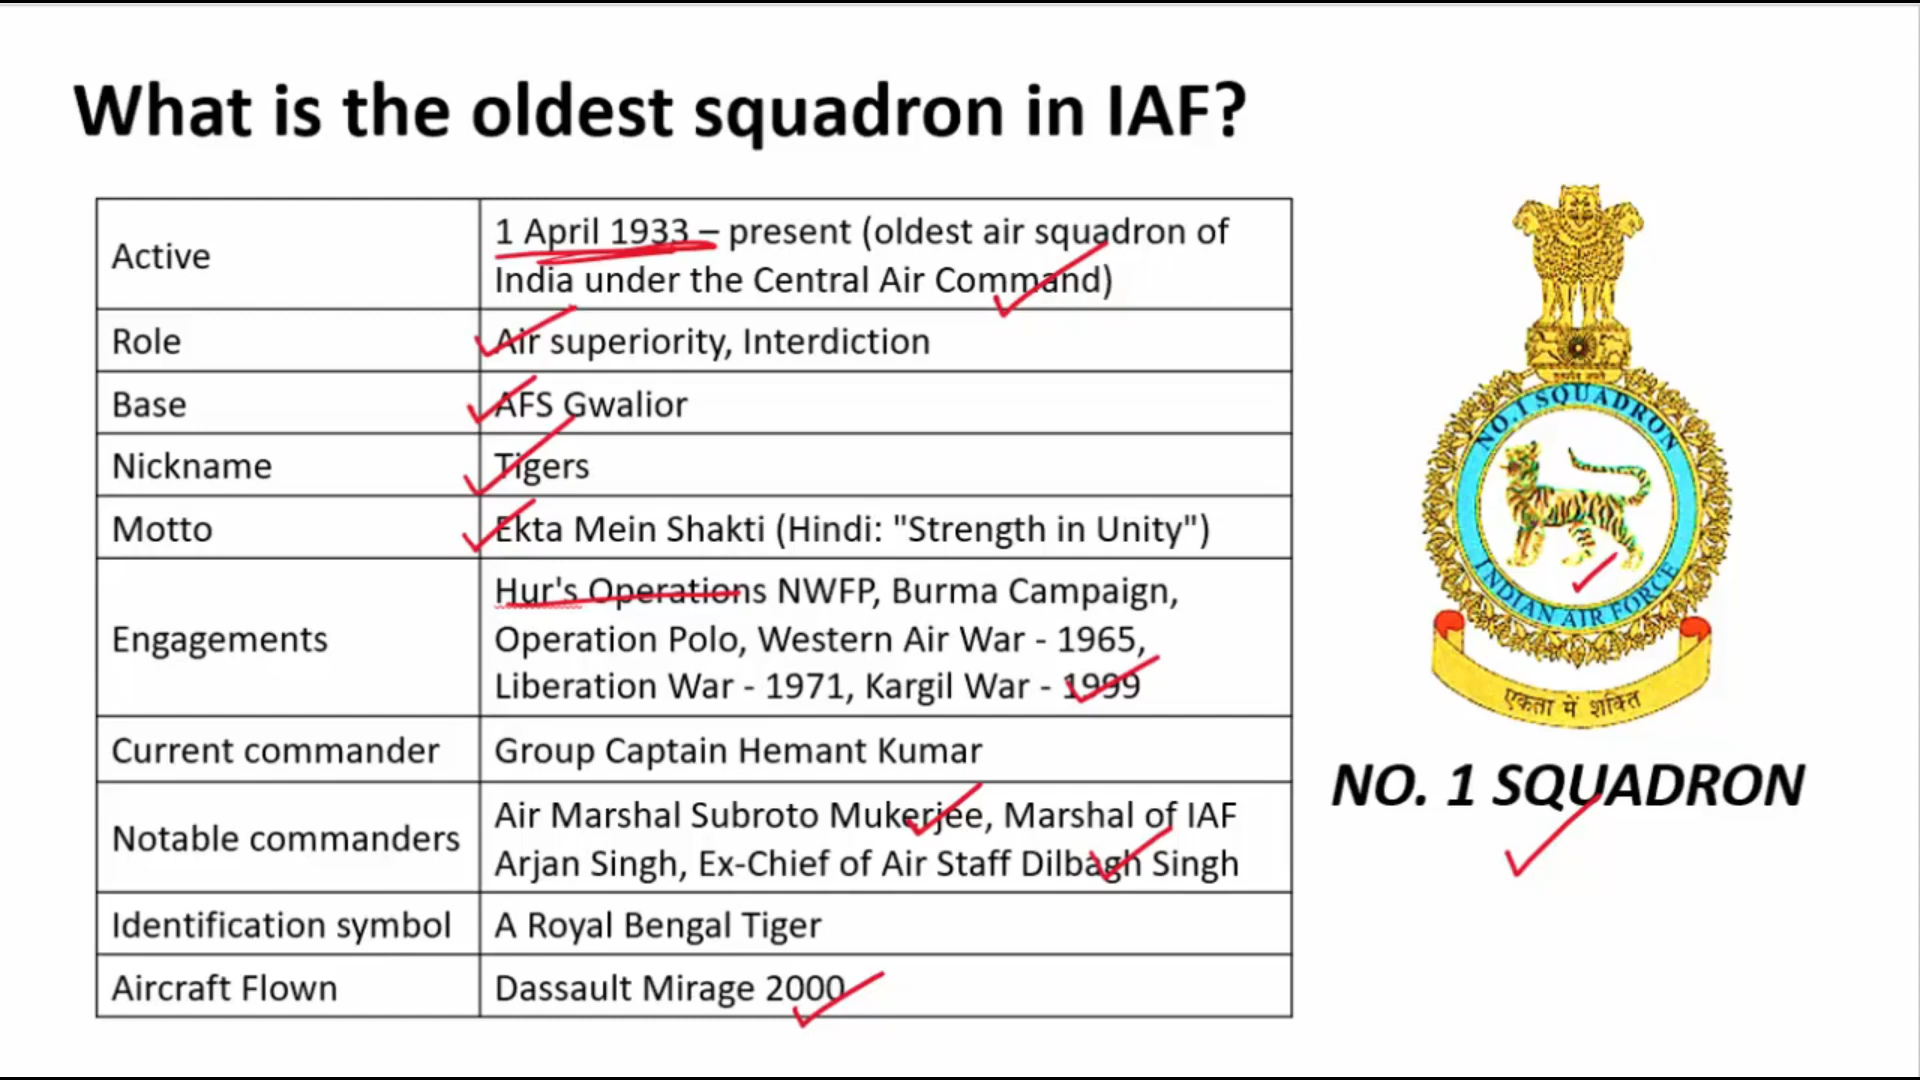 What is the oldest squadron in IAF?
Active
1 April 1933 – present (oldest air squadron of
India under the Central Air Command)
Role
Air superiority, Interdiction
Base
AFS Gwalior
Nickname
Tigers
Motto
Ekta Mein Shakti (Hindi: "Strength in Unity")
Engagements
Hur's Operations NWFP, Burma Campaign,
Operation Polo, Western Air War - 1965,
Liberation War - 1971, Kargil War - 1999
Current commander
Group Captain Hemant Kumar
Notable commanders
Air Marshal Subroto Mukerjee, Marshal of IAF
Arjan Singh, Ex-Chief of Air Staff Dilbagh Singh
Identification symbol
A Royal Bengal Tiger
Aircraft Flown
Dassault Mirage 2000
NO.1 SQUADRON
INDIAN AIR FORCE
एकता में शक्ति
NO. 1 SQUADRON